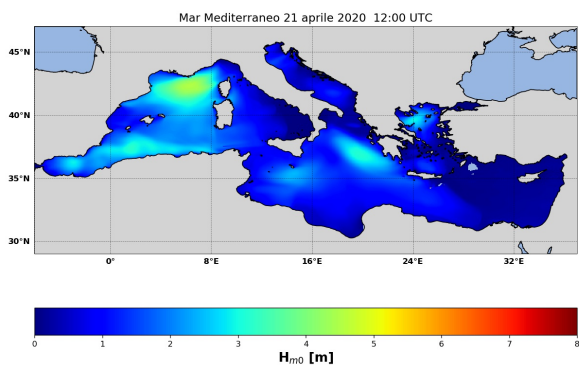 Mar Mediterraneo 21 aprile 2020  12:00 UTC
45°N
40°N
35°N
30°N
0° 8°E 16°E 24°E 32°E
0 1 2 3 4 5 6 7 8
H_{m0} [m]